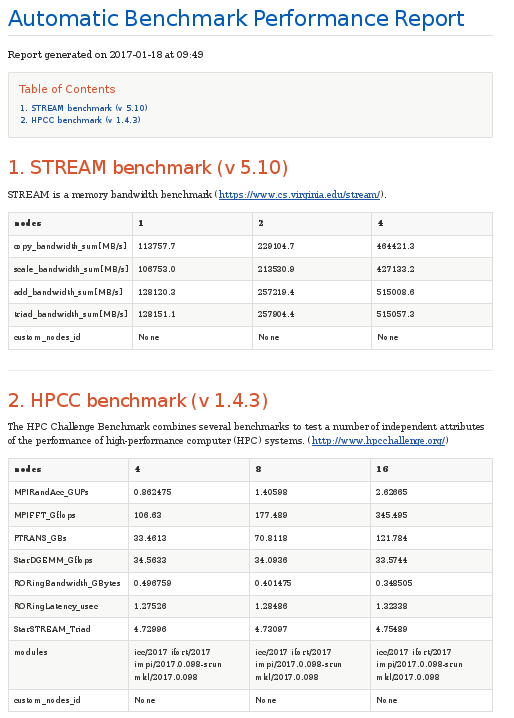 Automatic Benchmark Performance Report
Report generated on 2017-01-18 at 09:49
Table of Contents
1. STREAM benchmark (v 5.10)
2. HPCC benchmark (v 1.4.3)
1. STREAM benchmark (v 5.10)
STREAM is a memory bandwidth benchmark (https://www.cs.virginia.edu/stream/).
nodes 1 2 4
copy_bandwidth_sum[MB/s] 113757.7 229104.7 464421.3
scale_bandwidth_sum[MB/s] 106753.0 213530.9 427133.2
add_bandwidth_sum[MB/s] 128120.3 257219.4 515008.6
triad_bandwidth_sum[MB/s] 128151.1 257904.4 515057.3
custom_nodes_id None None None
2. HPCC benchmark (v 1.4.3)
The HPC Challenge Benchmark combines several benchmarks to test a number of independent attributes
of the performance of high-performance computer (HPC) systems. (http://www.hpcchallenge.org/)
nodes 4 8 16
MPIRandAcc_GUPs 0.862475 1.40598 2.62665
MPIFFT_Gflops 106.63 177.489 345.495
PTRANS_GBs 33.4613 70.8118 121.784
StarDGEMM_Gflops 34.5633 34.0936 33.5744
RORingBandwidth_GBytes 0.496759 0.401475 0.348505
RORingLatency_usec 1.27526 1.28486 1.32338
StarSTREAM_Triad 4.72996 4.73097 4.75489
modules icc/2017 ifort/2017 icc/2017 ifort/2017 icc/2017 ifort/2017
impi/2017.0.098-srun impi/2017.0.098-srun impi/2017.0.098-srun
mkl/2017.0.098 mkl/2017.0.098 mkl/2017.0.098
custom_nodes_id None None None